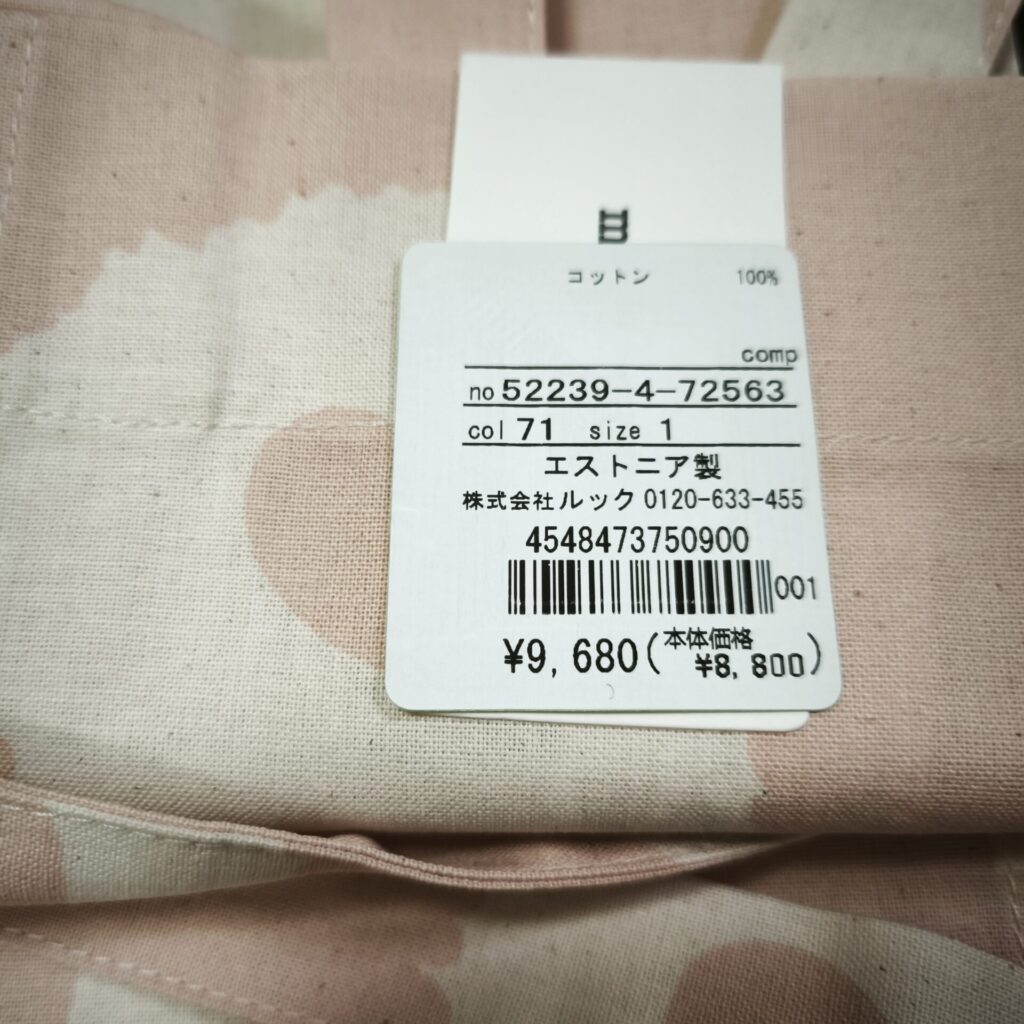 m
コットン 100%
comp
no 52239-4-72563
col 71 size 1
エストニア製
株式会社ルック 0120-633-455
4548473750900
001
¥9,680(本体価格 ¥8,800)